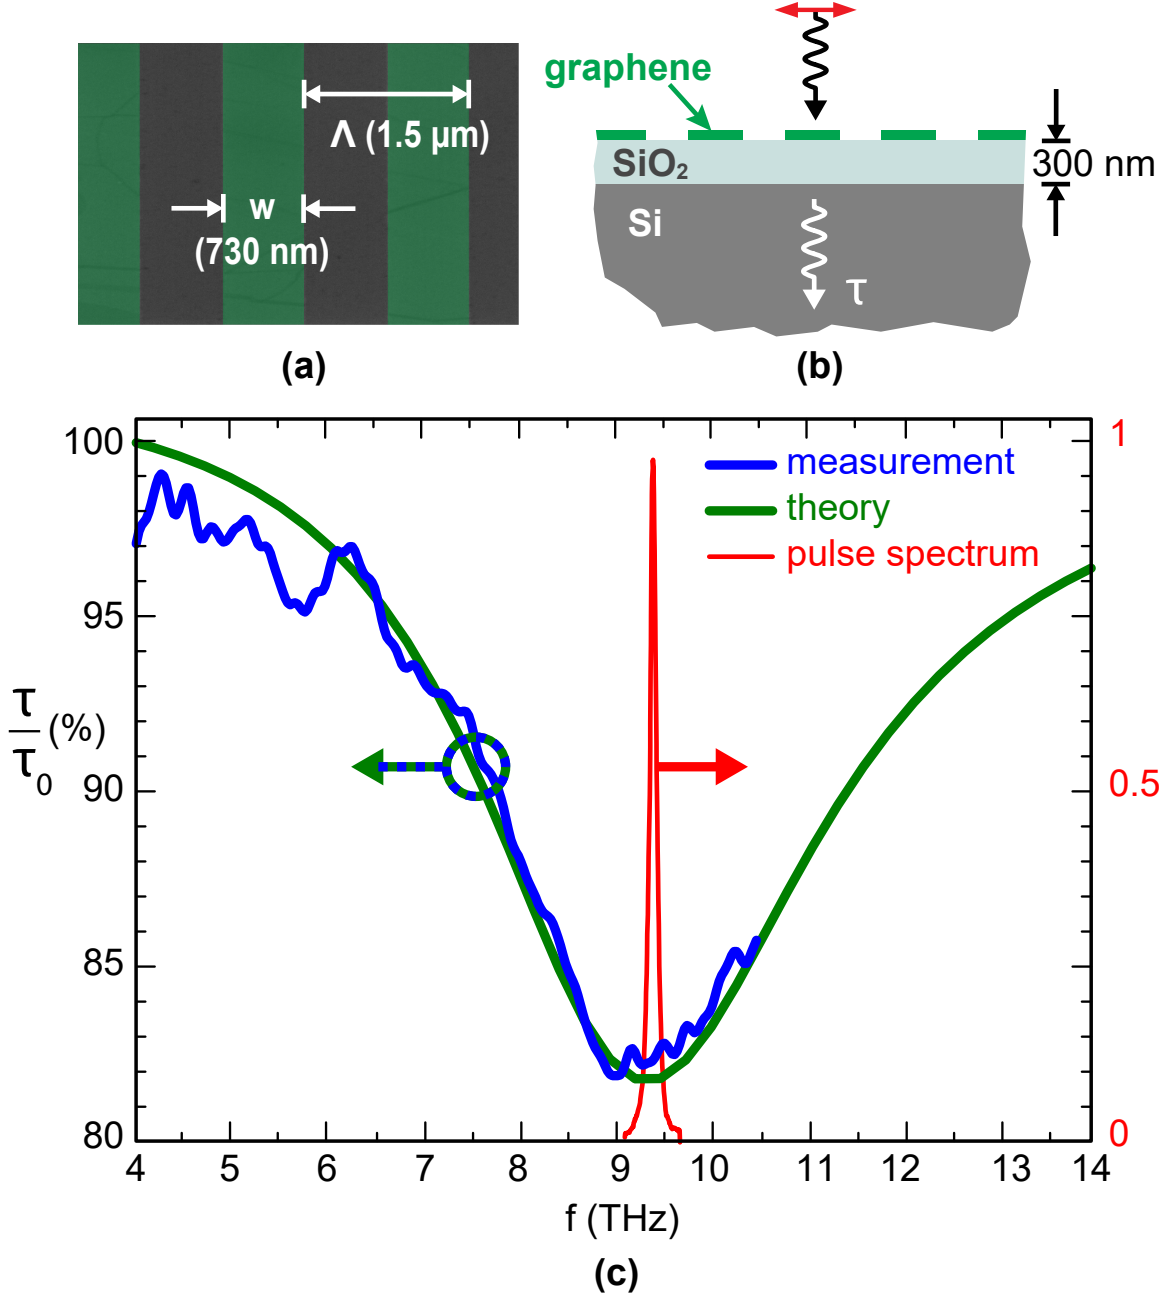 Λ (1.5 µm)
w
(730 nm)
(a)
graphene
SiO₂
300 nm
Si
τ
(b)
100
95
90
85
80
τ
τ₀
(%)
1
0.5
0
measurement
theory
pulse spectrum
4 5 6 7 8 9 10 11 12 13 14
f (THz)
(c)